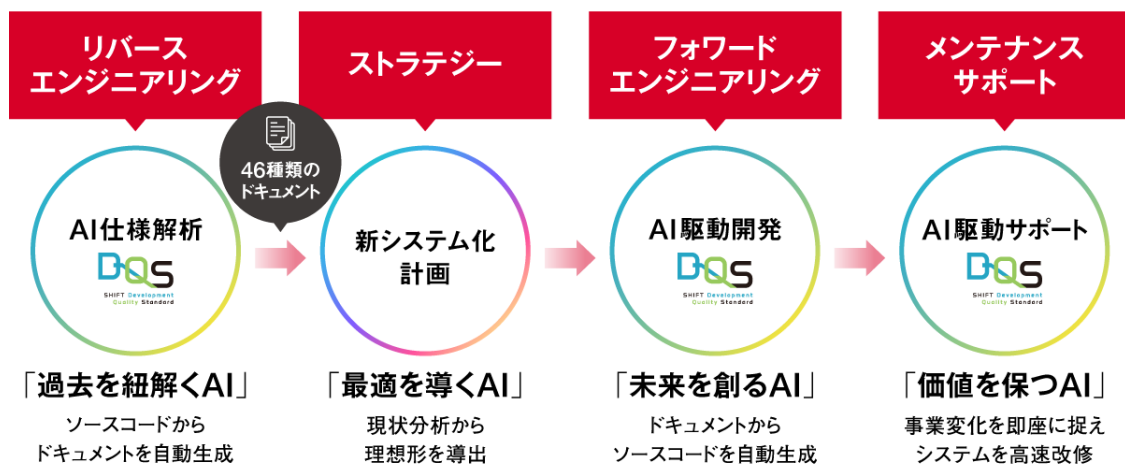 リバース
エンジニアリング
ストラテジー
フォワード
エンジニアリング
メンテナンス
サポート
46種類の
ドキュメント
AI仕様解析
DQS
SHIFT Development
Quality Standard
新システム化
計画
AI駆動開発
DQS
SHIFT Development
Quality Standard
AI駆動サポート
DQS
SHIFT Development
Quality Standard
「過去を紐解くAI」
ソースコードから
ドキュメントを自動生成
「最適を導くAI」
現状分析から
理想形を導出
「未来を創るAI」
ドキュメントから
ソースコードを自動生成
「価値を保つAI」
事業変化を即座に捉え
システムを高速改修